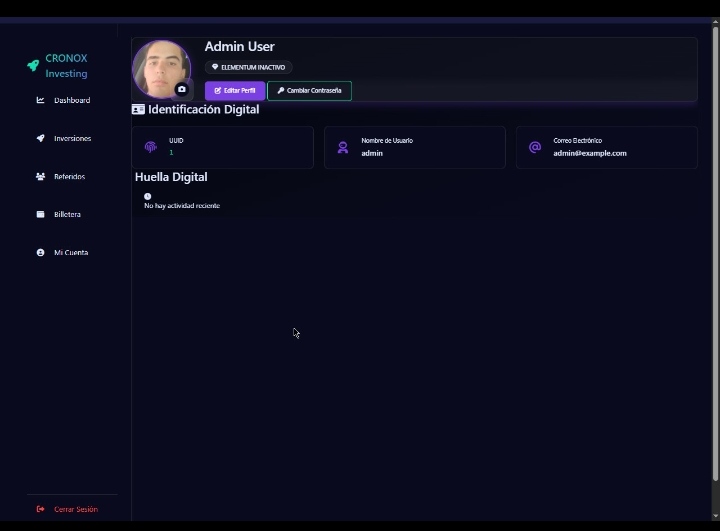 CRONOX
Investing
Dashboard
Inversiones
Referidos
Billetera
Mi Cuenta
Cerrar Sesión
Admin User
ELEMENTUM INACTIVO
Editar Perfil
Cambiar Contraseña
Identificación Digital
UUID
1
Nombre de Usuario
admin
Correo Electrónico
admin@example.com
Huella Digital
No hay actividad reciente